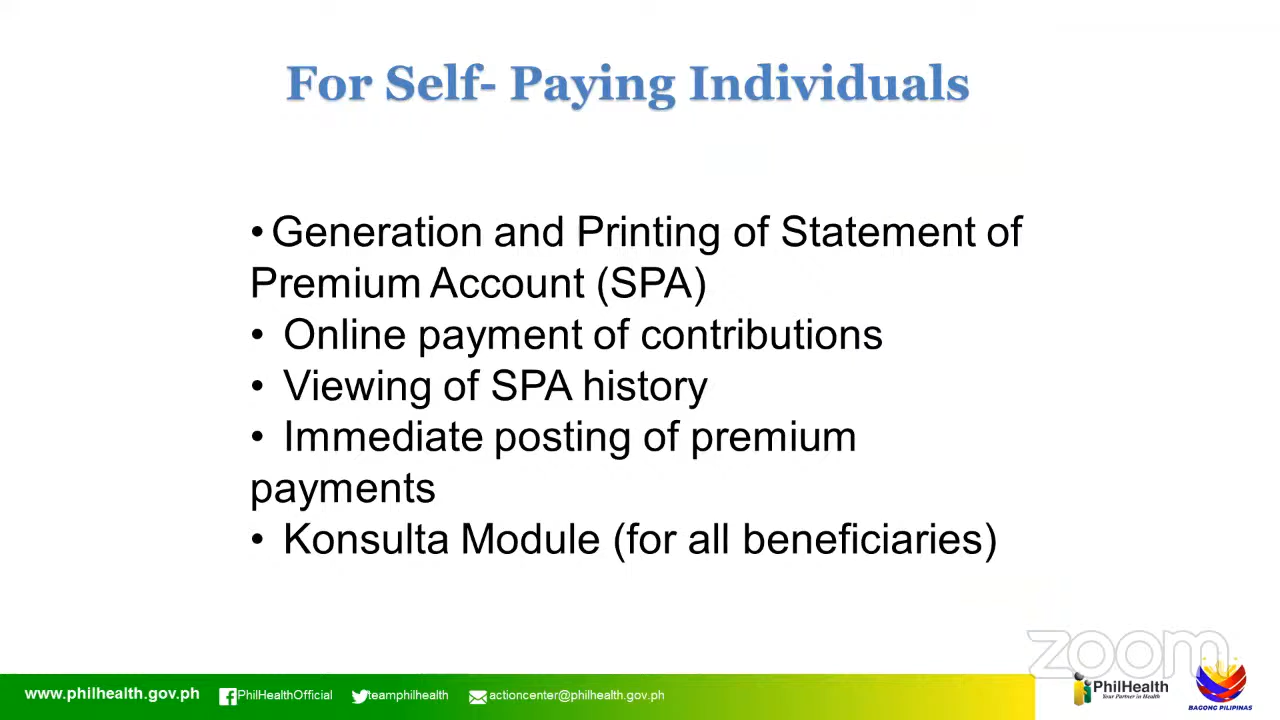 For Self- Paying Individuals
• Generation and Printing of Statement of
Premium Account (SPA)
• Online payment of contributions
• Viewing of SPA history
• Immediate posting of premium
payments
• Konsulta Module (for all beneficiaries)
zoom
www.philhealth.gov.ph PhilHealthOfficial teamphilhealth actioncenter@philhealth.gov.ph
PhilHealth
Your Partner in Health
BAGONG PILIPINAS